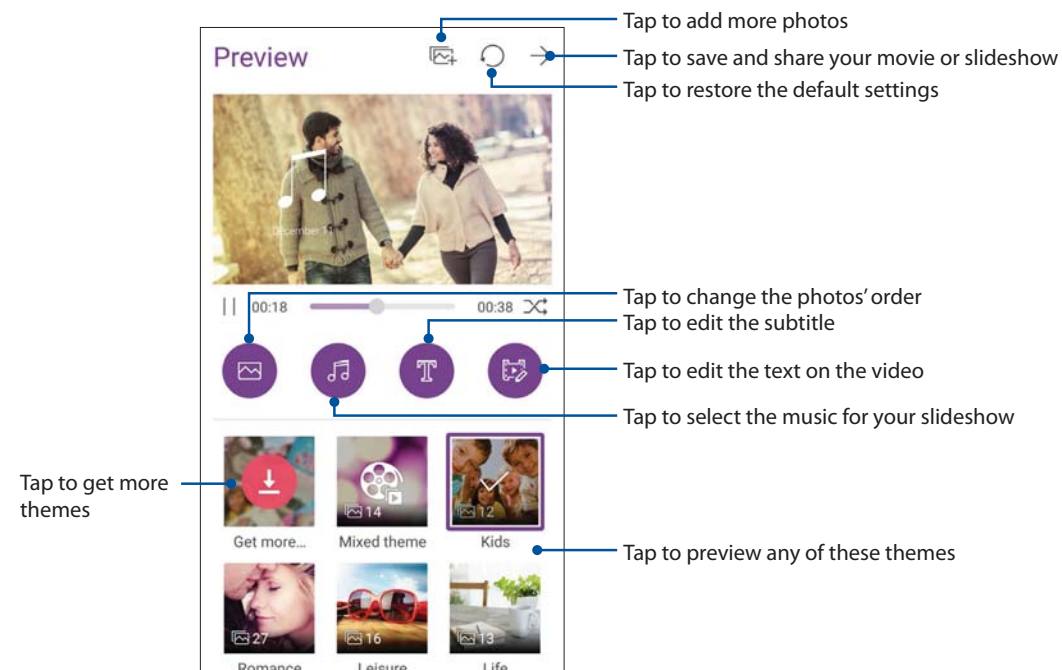 Tap to add more photos
Preview
Tap to save and share your movie or slideshow
Tap to restore the default settings
December 11
00:18
00:38
Tap to change the photos' order
Tap to edit the subtitle
Tap to edit the text on the video
Tap to select the music for your slideshow
Tap to get more
themes
14
12
Get more...
Mixed theme
Kids
Tap to preview any of these themes
27
16
13
Romance
Leisure
Life